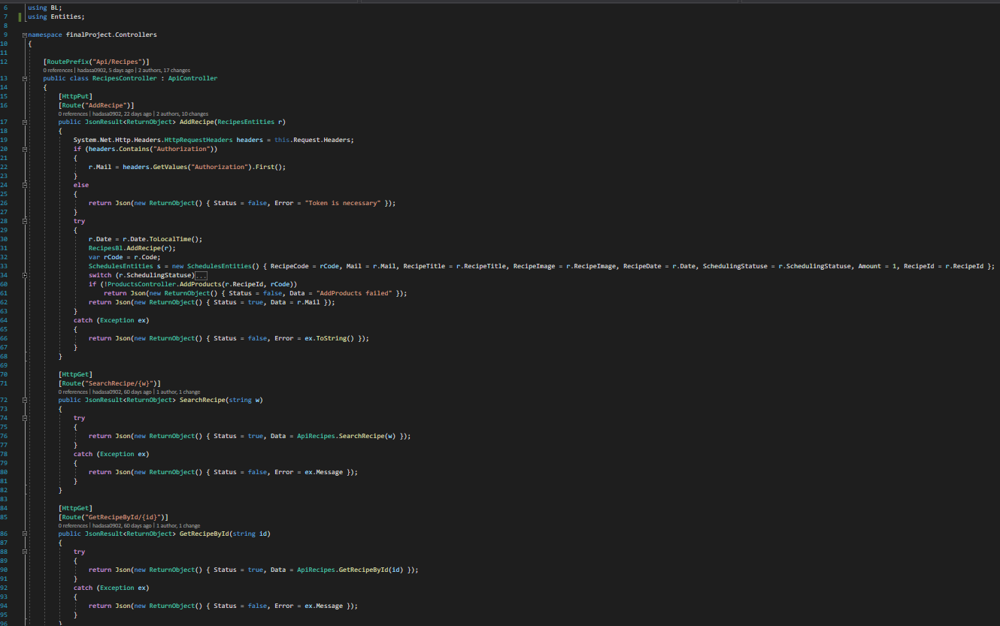 6 using BL;
7 using Entities;
8
9 namespace finalProject.Controllers
10 {
11
12 [RoutePrefix("Api/Recipes")]
0 references | hadasa0902, 5 days ago | 2 authors, 17 changes
13 public class RecipesController : ApiController
14 {
15 [HttpPut]
16 [Route("AddRecipe")]
0 references | hadasa0902, 22 days ago | 2 authors, 10 changes
17 public JsonResult<ReturnObject> AddRecipe(RecipesEntities r)
18 {
19 System.Net.Http.Headers.HttpRequestHeaders headers = this.Request.Headers;
20 if (headers.Contains("Authorization"))
21 {
22 r.Mail = headers.GetValues("Authorization").First();
23 }
24 else
25 {
26 return Json(new ReturnObject() { Status = false, Error = "Token is necessary" });
27 }
28 try
29 {
30 r.Date = r.Date.ToLocalTime();
31 RecipesBl.AddRecipe(r);
32 var rCode = r.Code;
33 SchedulesEntities s = new SchedulesEntities() { RecipeCode = rCode, Mail = r.Mail, RecipeTitle = r.RecipeTitle, RecipeImage = r.RecipeImage, RecipeDate = r.Date, SchedulingStatuse = r.SchedulingStatuse, Amount = 1, RecipeId = r.RecipeId };
34 switch (r.SchedulingStatuse)...
60 if (!ProductsController.AddProducts(r.RecipeId, rCode))
61 return Json(new ReturnObject() { Status = false, Data = "AddProducts failed" });
62 return Json(new ReturnObject() { Status = true, Data = r.Mail });
63 }
64 catch (Exception ex)
65 {
66 return Json(new ReturnObject() { Status = false, Error = ex.ToString() });
67 }
68 }
69
70 [HttpGet]
71 [Route("SearchRecipe/{w}")]
0 references | hadasa0902, 60 days ago | 1 author, 1 change
72 public JsonResult<ReturnObject> SearchRecipe(string w)
73 {
74 try
75 {
76 return Json(new ReturnObject() { Status = true, Data = ApiRecipes.SearchRecipe(w) });
77 }
78 catch (Exception ex)
79 {
80 return Json(new ReturnObject() { Status = false, Error = ex.Message });
81 }
82 }
83
84 [HttpGet]
85 [Route("GetRecipeById/{id}")]
0 references | hadasa0902, 60 days ago | 1 author, 1 change
86 public JsonResult<ReturnObject> GetRecipeById(string id)
87 {
88 try
89 {
90 return Json(new ReturnObject() { Status = true, Data = ApiRecipes.GetRecipeById(id) });
91 }
92 catch (Exception ex)
93 {
94 return Json(new ReturnObject() { Status = false, Error = ex.Message });
95 }
96 }